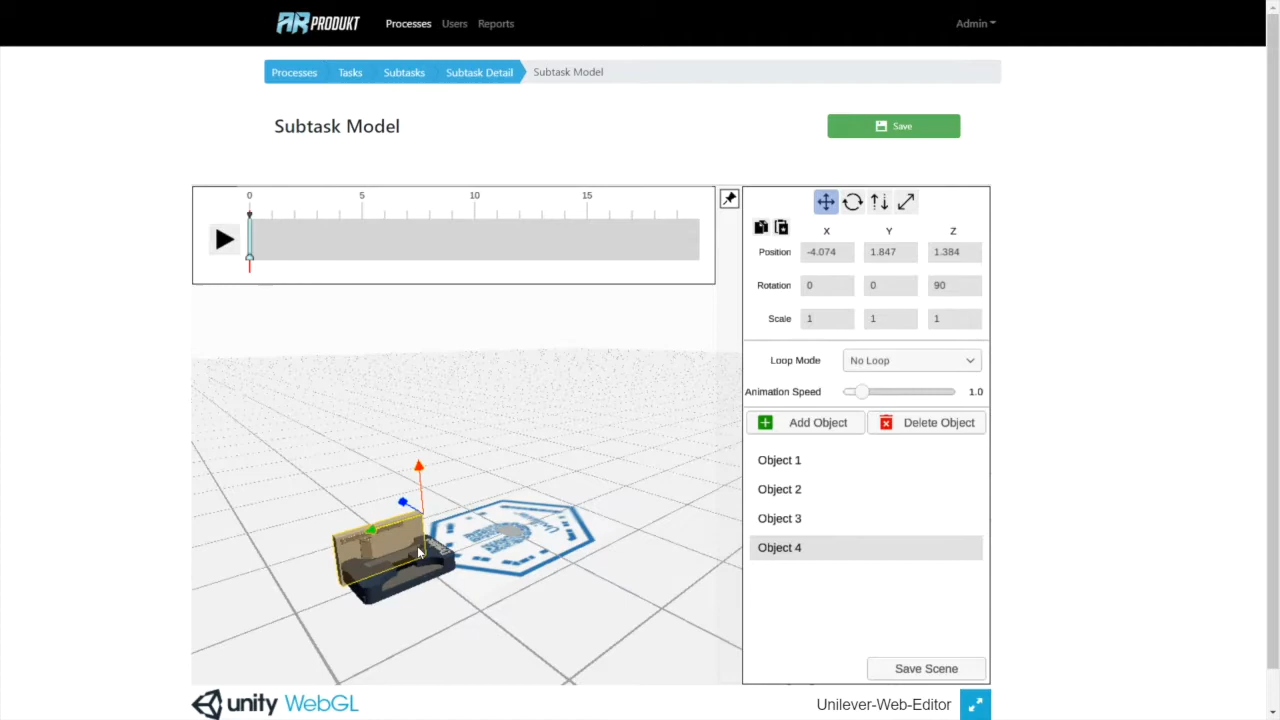 AR PRODUKT Processes Users Reports Admin
Processes Tasks Subtasks Subtask Detail Subtask Model
Subtask Model
Save
0 5 10 15
X Y Z
Position -4.074 1.847 1.384
Rotation 0 0 90
Scale 1 1 1
Loop Mode No Loop
Animation Speed 1.0
Add Object Delete Object
Object 1
Object 2
Object 3
Object 4
Save Scene
unity WebGL
Unilever-Web-Editor